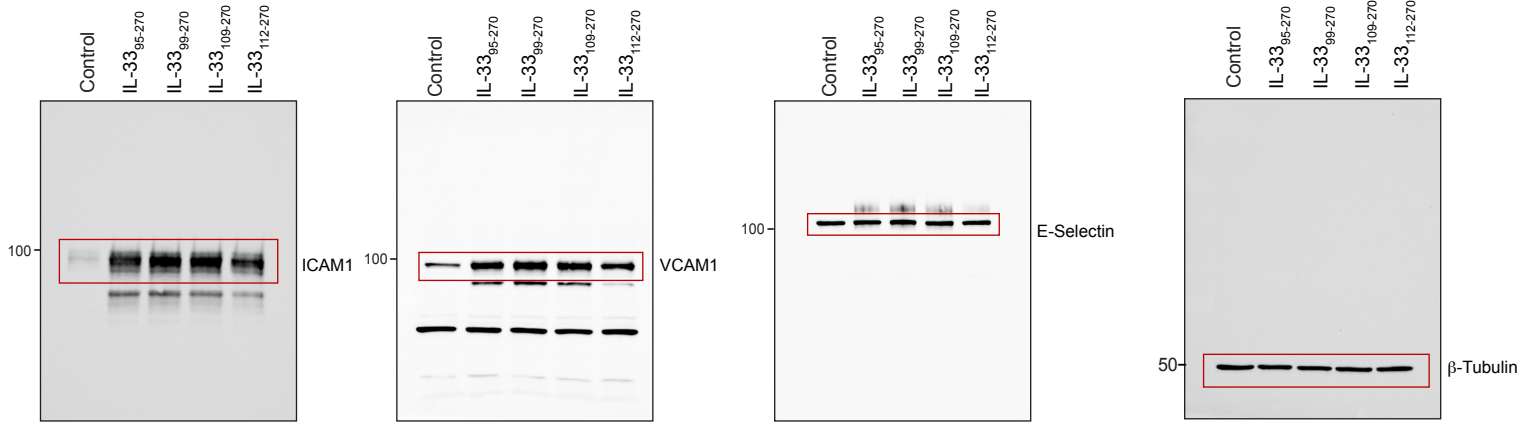 Control IL-33₉₅₋₂₇₀ IL-33₉₉₋₂₇₀ IL-33₁₀₉₋₂₇₀ IL-33₁₁₂₋₂₇₀
100
ICAM1
Control IL-33₉₅₋₂₇₀ IL-33₉₉₋₂₇₀ IL-33₁₀₉₋₂₇₀ IL-33₁₁₂₋₂₇₀
100
VCAM1
Control IL-33₉₅₋₂₇₀ IL-33₉₉₋₂₇₀ IL-33₁₀₉₋₂₇₀ IL-33₁₁₂₋₂₇₀
100
E-Selectin
Control IL-33₉₅₋₂₇₀ IL-33₉₉₋₂₇₀ IL-33₁₀₉₋₂₇₀ IL-33₁₁₂₋₂₇₀
50
β-Tubulin